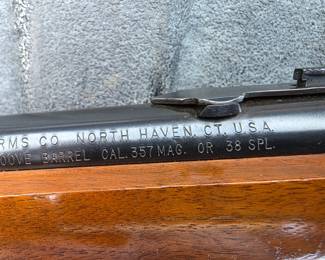 RMS CO. NORTH HAVEN, CT. U.S.A.
OOVE BARREL CAL. 357 MAG. OR 38 SPL.